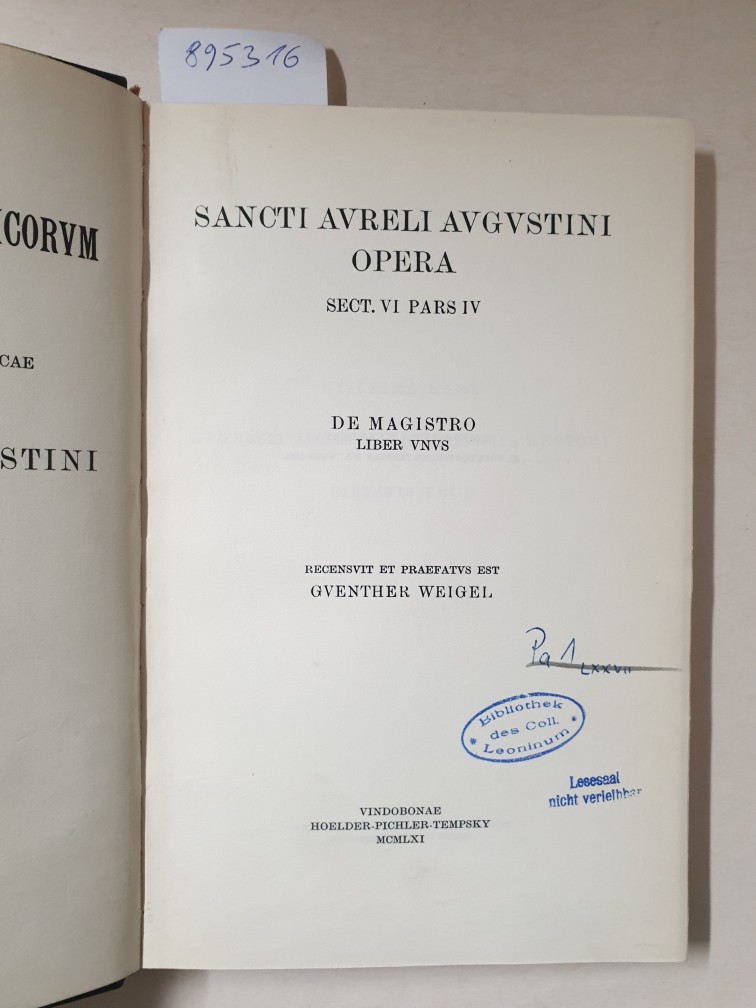 895316
ICORVM
CAE
STINI
SANCTI AVRELI AVGVSTINI
OPERA
SECT. VI PARS IV
DE MAGISTRO
LIBER VNVS
RECENSVIT ET PRAEFATVS EST
GVENTHER WEIGEL
Pa 1 LXXVII
Bibliothek
des Coll.
* Leoninum *
Lesesaal
nicht verleihbar
VINDOBONAE
HOELDER-PICHLER-TEMPSKY
MCMLXI